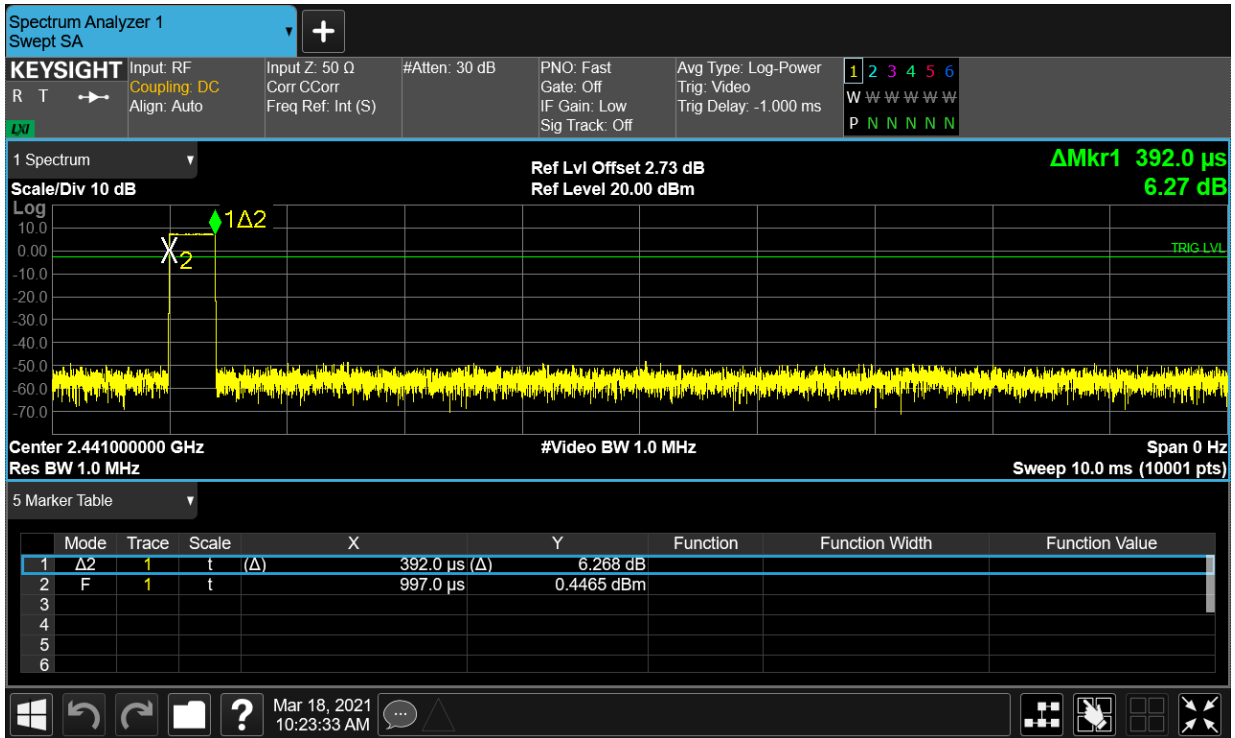 Spectrum Analyzer 1
Swept SA
KEYSIGHT
R T
LXI
Input: RF
Coupling: DC
Align: Auto
Input Z: 50 Ω
Corr CCorr
Freq Ref: Int (S)
#Atten: 30 dB
PNO: Fast
Gate: Off
IF Gain: Low
Sig Track: Off
Avg Type: Log-Power
Trig: Video
Trig Delay: -1.000 ms
1 2 3 4 5 6
W W W W W W
P N N N N N
1 Spectrum
Scale/Div 10 dB
Ref Lvl Offset 2.73 dB
Ref Level 20.00 dBm
ΔMkr1 392.0 µs
6.27 dB
Log
10.0
0.00
-10.0
-20.0
-30.0
-40.0
-50.0
-60.0
-70.0
1Δ2
2
TRIG LVL
Center 2.441000000 GHz
Res BW 1.0 MHz
#Video BW 1.0 MHz
Span 0 Hz
Sweep 10.0 ms (10001 pts)
5 Marker Table
Mode Trace Scale X Y Function Function Width Function Value
1 Δ2 1 t (Δ) 392.0 µs (Δ) 6.268 dB
2 F 1 t 997.0 µs 0.4465 dBm
3
4
5
6
?
Mar 18, 2021
10:23:33 AM